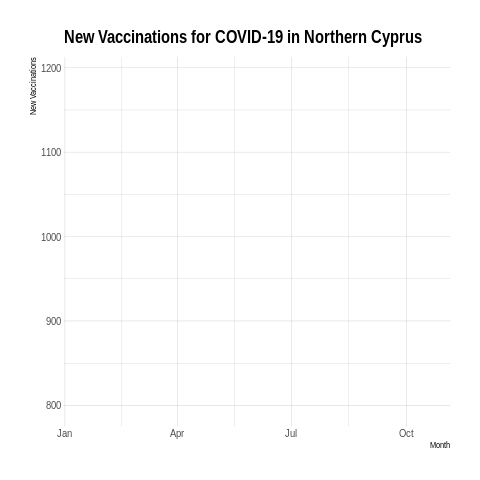 New Vaccinations for COVID-19 in Northern Cyprus
New Vaccinations
1200
1100
1000
900
800
Jan Apr Jul Oct
Month